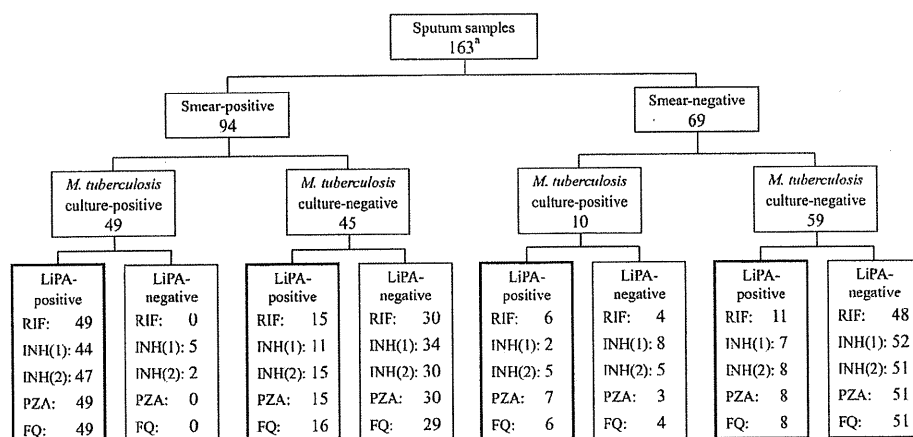 Sputum samples
163ª
Smear-positive
94
Smear-negative
69
M. tuberculosis
culture-positive
49
M. tuberculosis
culture-negative
45
M. tuberculosis
culture-positive
10
M. tuberculosis
culture-negative
59
LiPA-
positive
RIF: 49
INH(1): 44
INH(2): 47
PZA: 49
FQ: 49
LiPA-
negative
RIF: 0
INH(1): 5
INH(2): 2
PZA: 0
FQ: 0
LiPA-
positive
RIF: 15
INH(1): 11
INH(2): 15
PZA: 15
FQ: 16
LiPA-
negative
RIF: 30
INH(1): 34
INH(2): 30
PZA: 30
FQ: 29
LiPA-
positive
RIF: 6
INH(1): 2
INH(2): 5
PZA: 7
FQ: 6
LiPA-
negative
RIF: 4
INH(1): 8
INH(2): 5
PZA: 3
FQ: 4
LiPA-
positive
RIF: 11
INH(1): 7
INH(2): 8
PZA: 8
FQ: 8
LiPA-
negative
RIF: 48
INH(1): 52
INH(2): 51
PZA: 51
FQ: 51